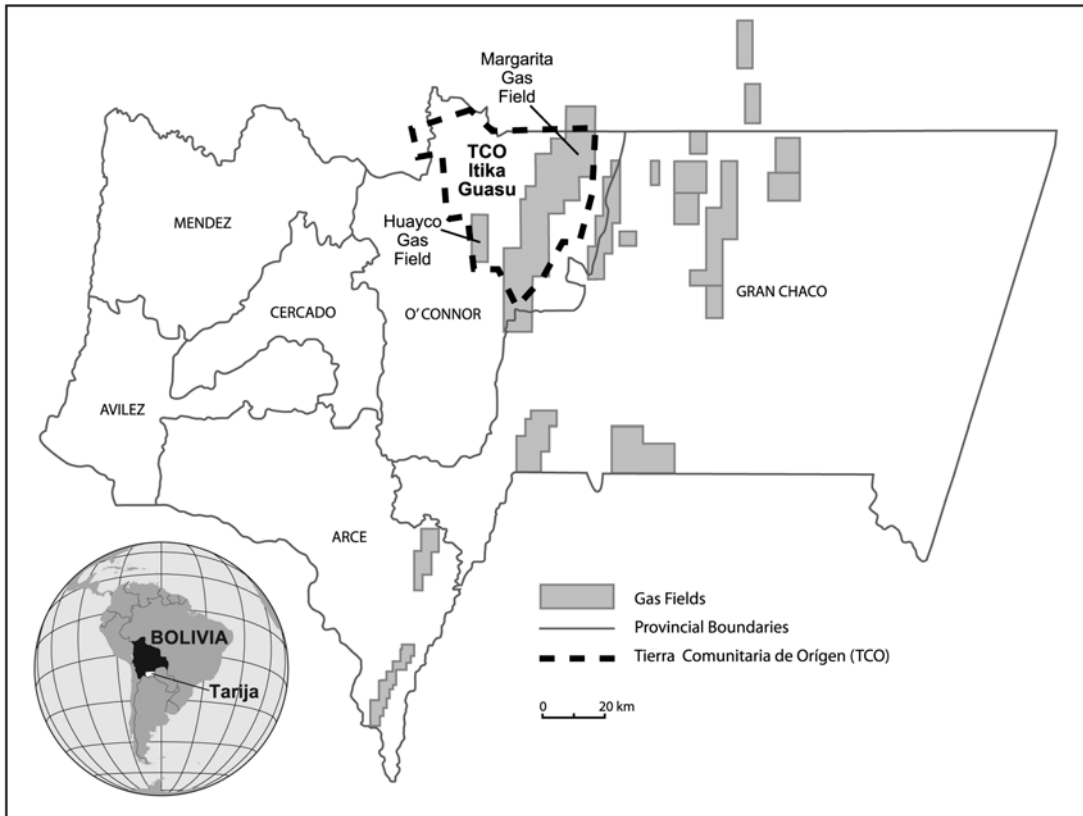 Margarita
Gas
Field
TCO
Itika
Guasu
MENDEZ
Huayco
Gas
Field
GRAN CHACO
CERCADO
O' CONNOR
AVILEZ
ARCE
BOLIVIA
Tarija
Gas Fields
Provincial Boundaries
Tierra Comunitaria de Orígen (TCO)
0 20 km